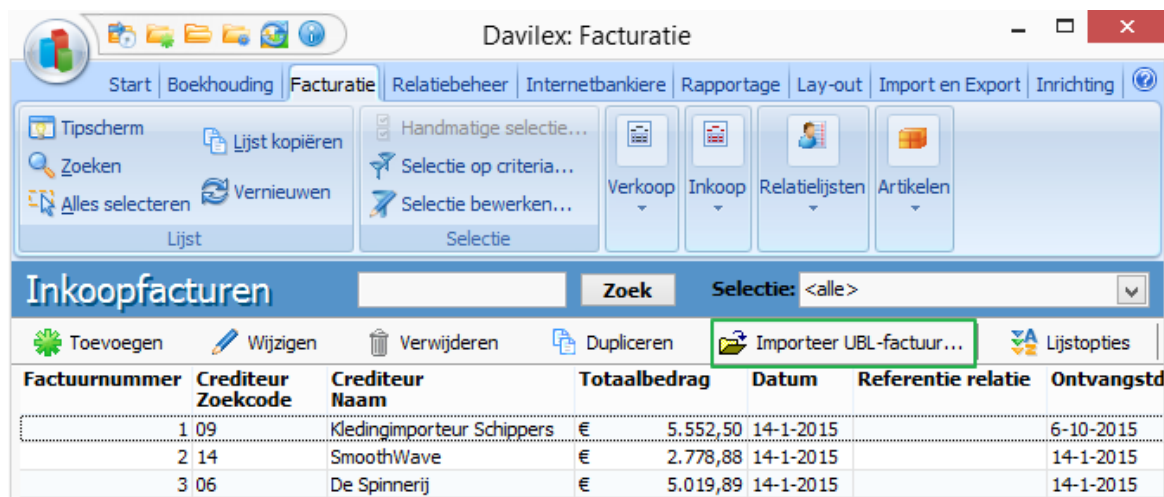 Davilex: Facturatie
Start Boekhouding Facturatie Relatiebeheer Internetbankiere Rapportage Lay-out Import en Export Inrichting
Tipscherm
Zoeken
Alles selecteren
Lijst kopiëren
Vernieuwen
Lijst
Handmatige selectie...
Selectie op criteria...
Selectie bewerken...
Selectie
Verkoop Inkoop Relatielijsten Artikelen
Inkoopfacturen Zoek Selectie: <alle>
Toevoegen Wijzigen Verwijderen Dupliceren Importeer UBL-factuur... Lijstopties
Factuurnummer Crediteur Zoekcode Crediteur Naam Totaalbedrag Datum Referentie relatie Ontvangstd
1 09 Kledingimporteur Schippers € 5.552,50 14-1-2015 6-10-2015
2 14 SmoothWave € 2.778,88 14-1-2015 14-1-2015
3 06 De Spinnerij € 5.019,89 14-1-2015 14-1-2015